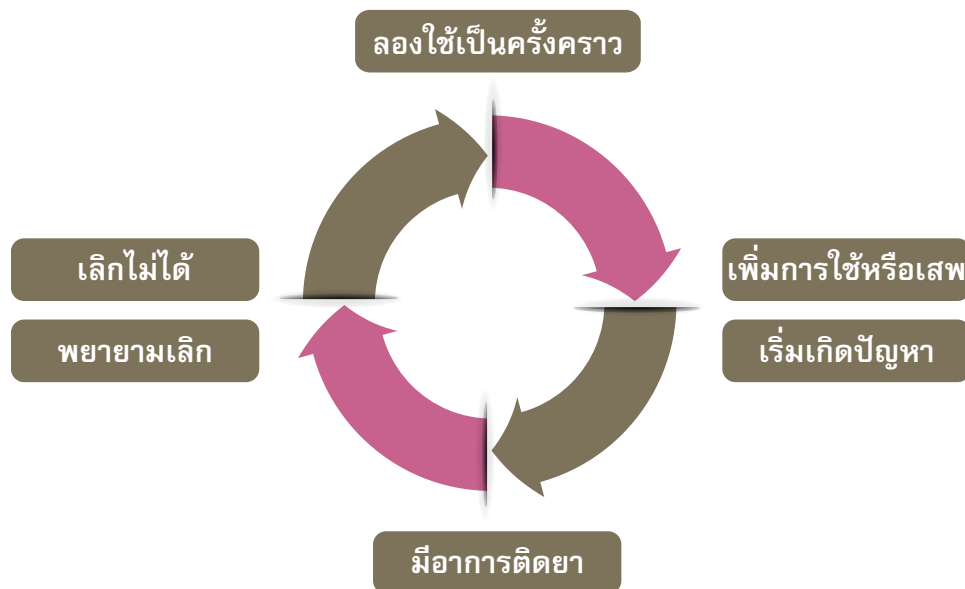 ลองใช้เป็นครั้งคราว
เลิกไม่ได้
เพิ่มการใช้หรือเสพ
พยายามเลิก
เริ่มเกิดปัญหา
มีอาการติดยา